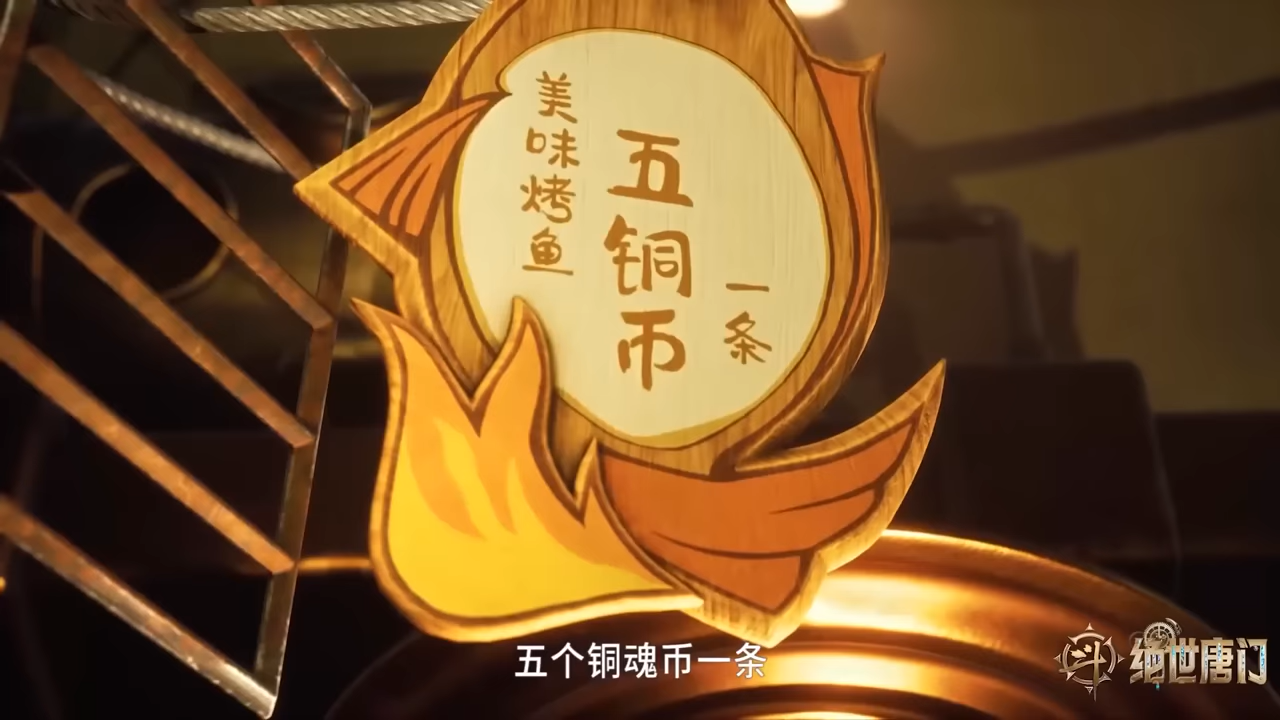 美味烤鱼
五铜币
一条
五个铜魂币一条
斗
绝世唐门